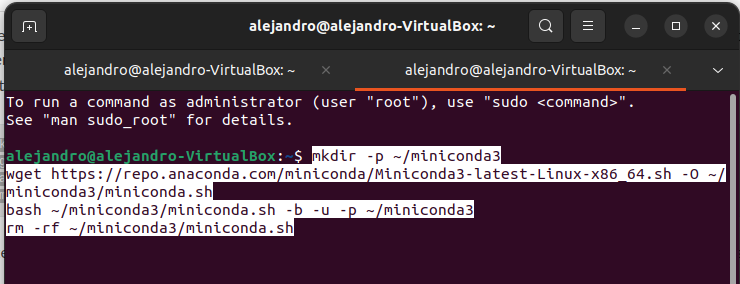 alejandro@alejandro-VirtualBox: ~
alejandro@alejandro-VirtualBox: ~
alejandro@alejandro-VirtualBox: ~
To run a command as administrator (user "root"), use "sudo <command>".
See "man sudo_root" for details.
alejandro@alejandro-VirtualBox:~$ mkdir -p ~/miniconda3
wget https://repo.anaconda.com/miniconda/Miniconda3-latest-Linux-x86_64.sh -O ~/
miniconda3/miniconda.sh
bash ~/miniconda3/miniconda.sh -b -u -p ~/miniconda3
rm -rf ~/miniconda3/miniconda.sh